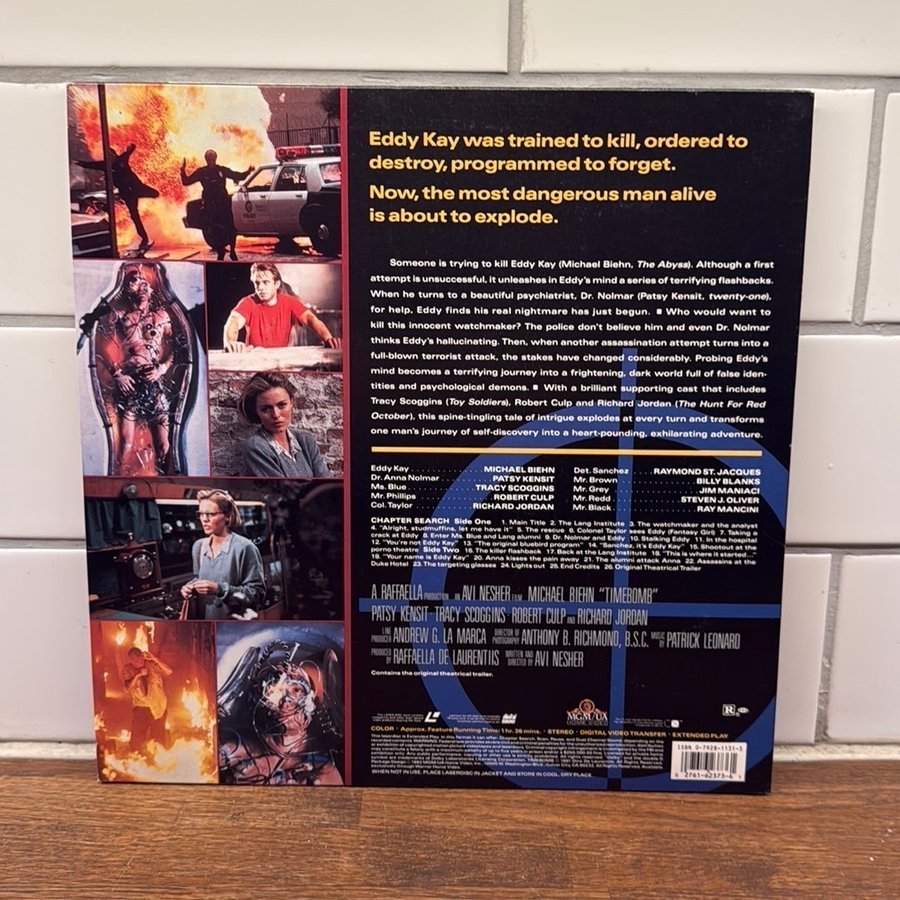 Eddy Kay was trained to kill, ordered to
destroy, programmed to forget.
Now, the most dangerous man alive
is about to explode.
Someone is trying to kill Eddy Kay (Michael Biehn, The Abyss). Although a first
attempt is unsuccessful, it unleashes in Eddy's mind a series of terrifying flashbacks.
When he turns to a beautiful psychiatrist, Dr. Nolmar (Patsy Kensit, twenty-one),
for help, Eddy finds his real nightmare has just begun. ■ Who would want to
kill this innocent watchmaker? The police don't believe him and even Dr. Nolmar
thinks Eddy's hallucinating. Then, when another assassination attempt turns into a
full-blown terrorist attack, the stakes have changed considerably. Probing Eddy's
mind becomes a terrifying journey into a frightening, dark world full of false iden-
tities and psychological demons. ■ With a brilliant supporting cast that includes
Tracy Scoggins (Toy Soldiers), Robert Culp and Richard Jordan (The Hunt For Red
October), this spine-tingling tale of intrigue explodes at every turn and transforms
one man's journey of self-discovery into a heart-pounding, exhilarating adventure.
Eddy Kay . . . . . . . . . . MICHAEL BIEHN
Dr. Anna Nolmar . . . . . . . . PATSY KENSIT
Ms. Blue . . . . . . . . TRACY SCOGGINS
Mr. Phillips . . . . . . . . ROBERT CULP
Col. Taylor . . . . . . . . RICHARD JORDAN
Det. Sanchez . . . . RAYMOND ST. JACQUES
Mr. Brown . . . . . . . . BILLY BLANKS
Mr. Grey . . . . . . . . JIM MANIACI
Mr. Redd . . . . . . . . STEVEN J. OLIVER
Mr. Black . . . . . . . . RAY MANCINI
CHAPTER SEARCH Side One 1. Main Title 2. The Lang Institute 3. The watchmaker and the analyst
4. "Alright, studmuffins, let me have it" 5. The rescue 6. Colonel Taylor sees Eddy (Fantasy Girl) 7. Taking a
crack at Eddy 8. Enter Ms. Blue and Lang alumni 9. Dr. Nolmar and Eddy 10. Stalking Eddy 11. In the hospital
12. "You're not Eddy Kay" 13. "The original bluebird program" 14. "Sanchez, it's Eddy Kay" 15. Shootout at the
porno theatre Side Two 16. The killer flashback 17. Back at the Lang Institute 18. "This is where it started..."
19. "Your name is Eddy Kay" 20. Anna kisses the pain away 21. The alumni attack Anna 22. Assassins at the
Duke Hotel 23. The targeting glasses 24. Lights out 25. End Credits 26. Original Theatrical Trailer
A RAFFAELLA PRODUCTION AN AVI NESHER FILM MICHAEL BIEHN "TIMEBOMB"
PATSY KENSIT TRACY SCOGGINS ROBERT CULP AND RICHARD JORDAN
LINE PRODUCER ANDREW G. LA MARCA DIRECTOR OF PHOTOGRAPHY ANTHONY B. RICHMOND, B.S.C. MUSIC BY PATRICK LEONARD
PRODUCED BY RAFFAELLA DE LAURENTIIS WRITTEN AND DIRECTED BY AVI NESHER
Contains the original theatrical trailer.
MGM/UA
HOME VIDEO
R
COLOR • Approx. Feature Running Time: 1hr. 36 mins. • STEREO • DIGITAL VIDEO TRANSFER • EXTENDED PLAY
WHEN NOT IN USE, PLACE LASERDISC IN JACKET AND STORE IN COOL, DRY PLACE
ISBN 0-7928-1131-3